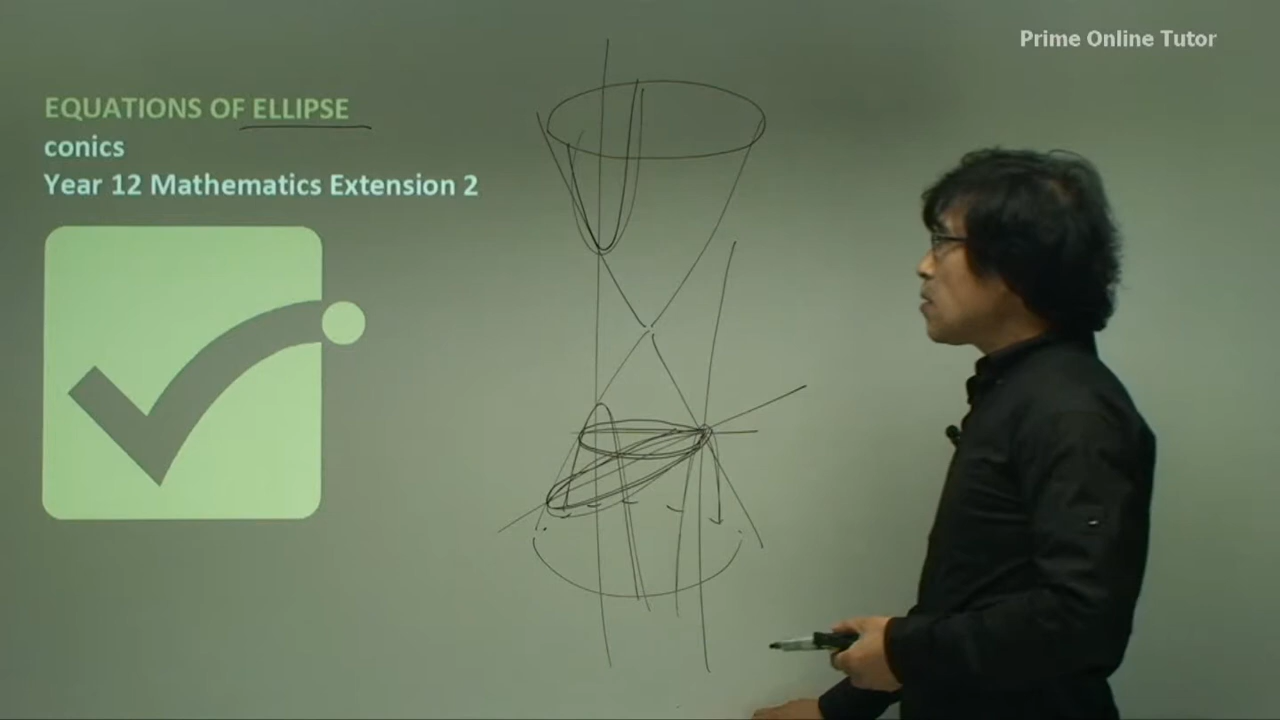 Prime Online Tutor
EQUATIONS OF ELLIPSE
conics
Year 12 Mathematics Extension 2